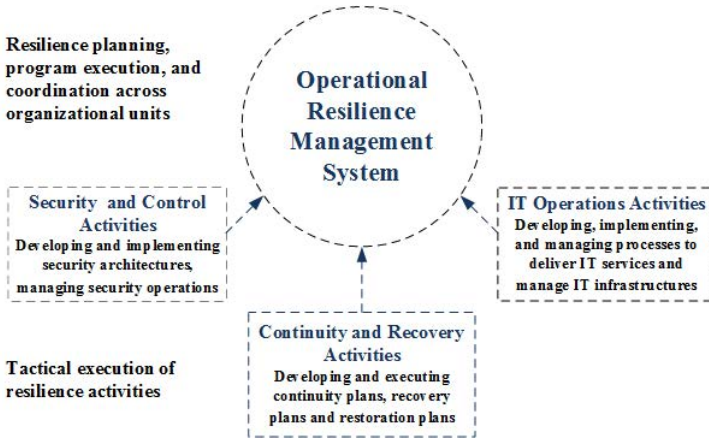 Resilience planning,
program execution, and
coordination across
organizational units
Operational
Resilience
Management
System
Security and Control
Activities
Developing and implementing
security architectures,
managing security operations
IT Operations Activities
Developing, implementing,
and managing processes to
deliver IT services and
manage IT infrastructures
Continuity and Recovery
Activities
Developing and executing
continuity plans, recovery
plans and restoration plans
Tactical execution of
resilience activities